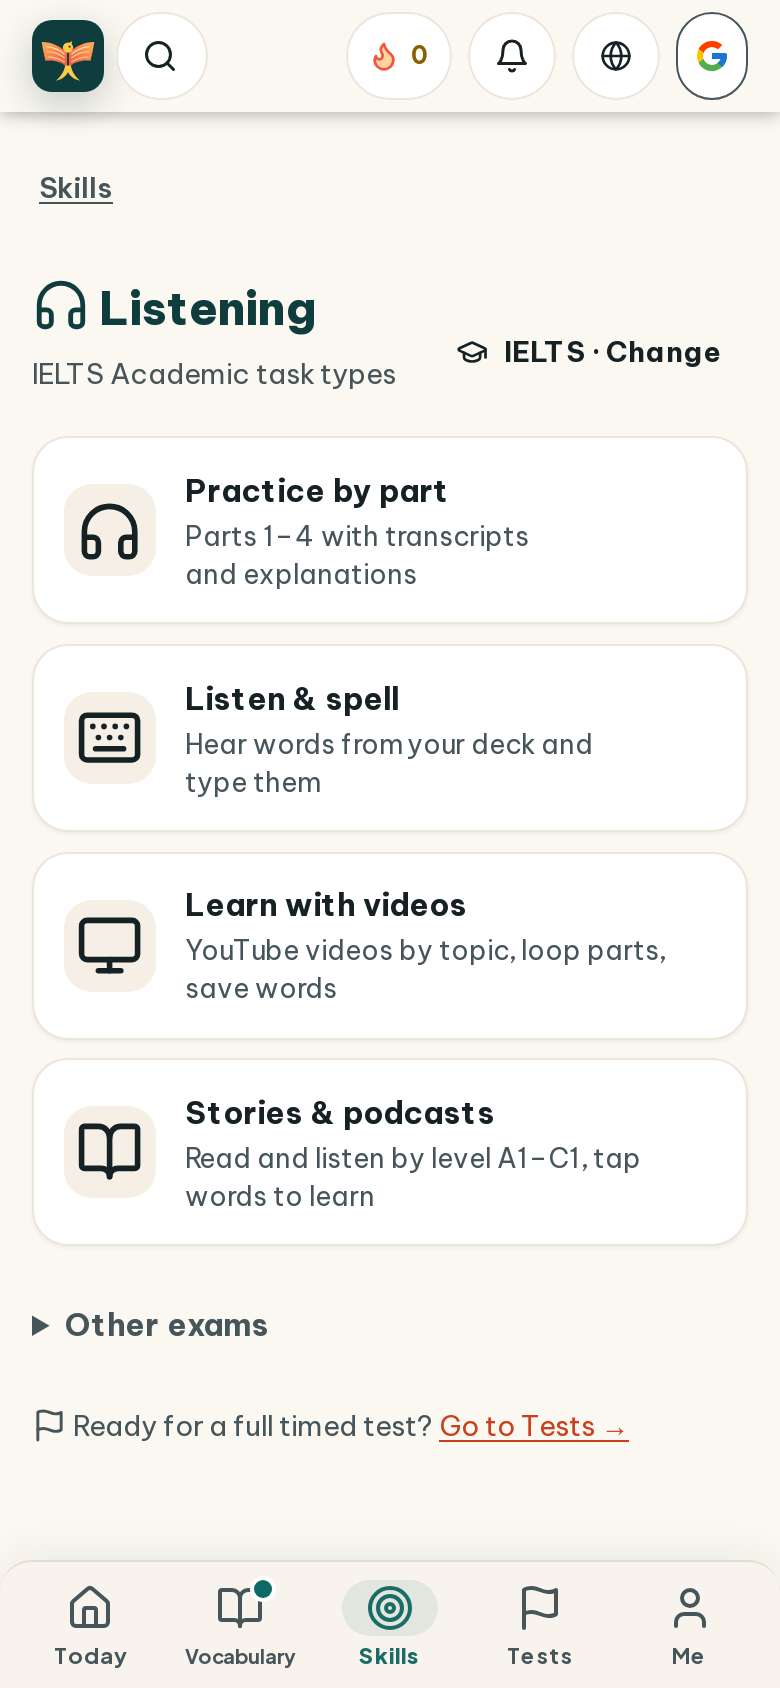 0
Skills
Listening
IELTS Academic task types
IELTS · Change
Practice by part
Parts 1–4 with transcripts
and explanations
Listen & spell
Hear words from your deck and
type them
Learn with videos
YouTube videos by topic, loop parts,
save words
Stories & podcasts
Read and listen by level A1–C1, tap
words to learn
▶ Other exams
Ready for a full timed test? Go to Tests →
Today
Vocabulary
Skills
Tests
Me